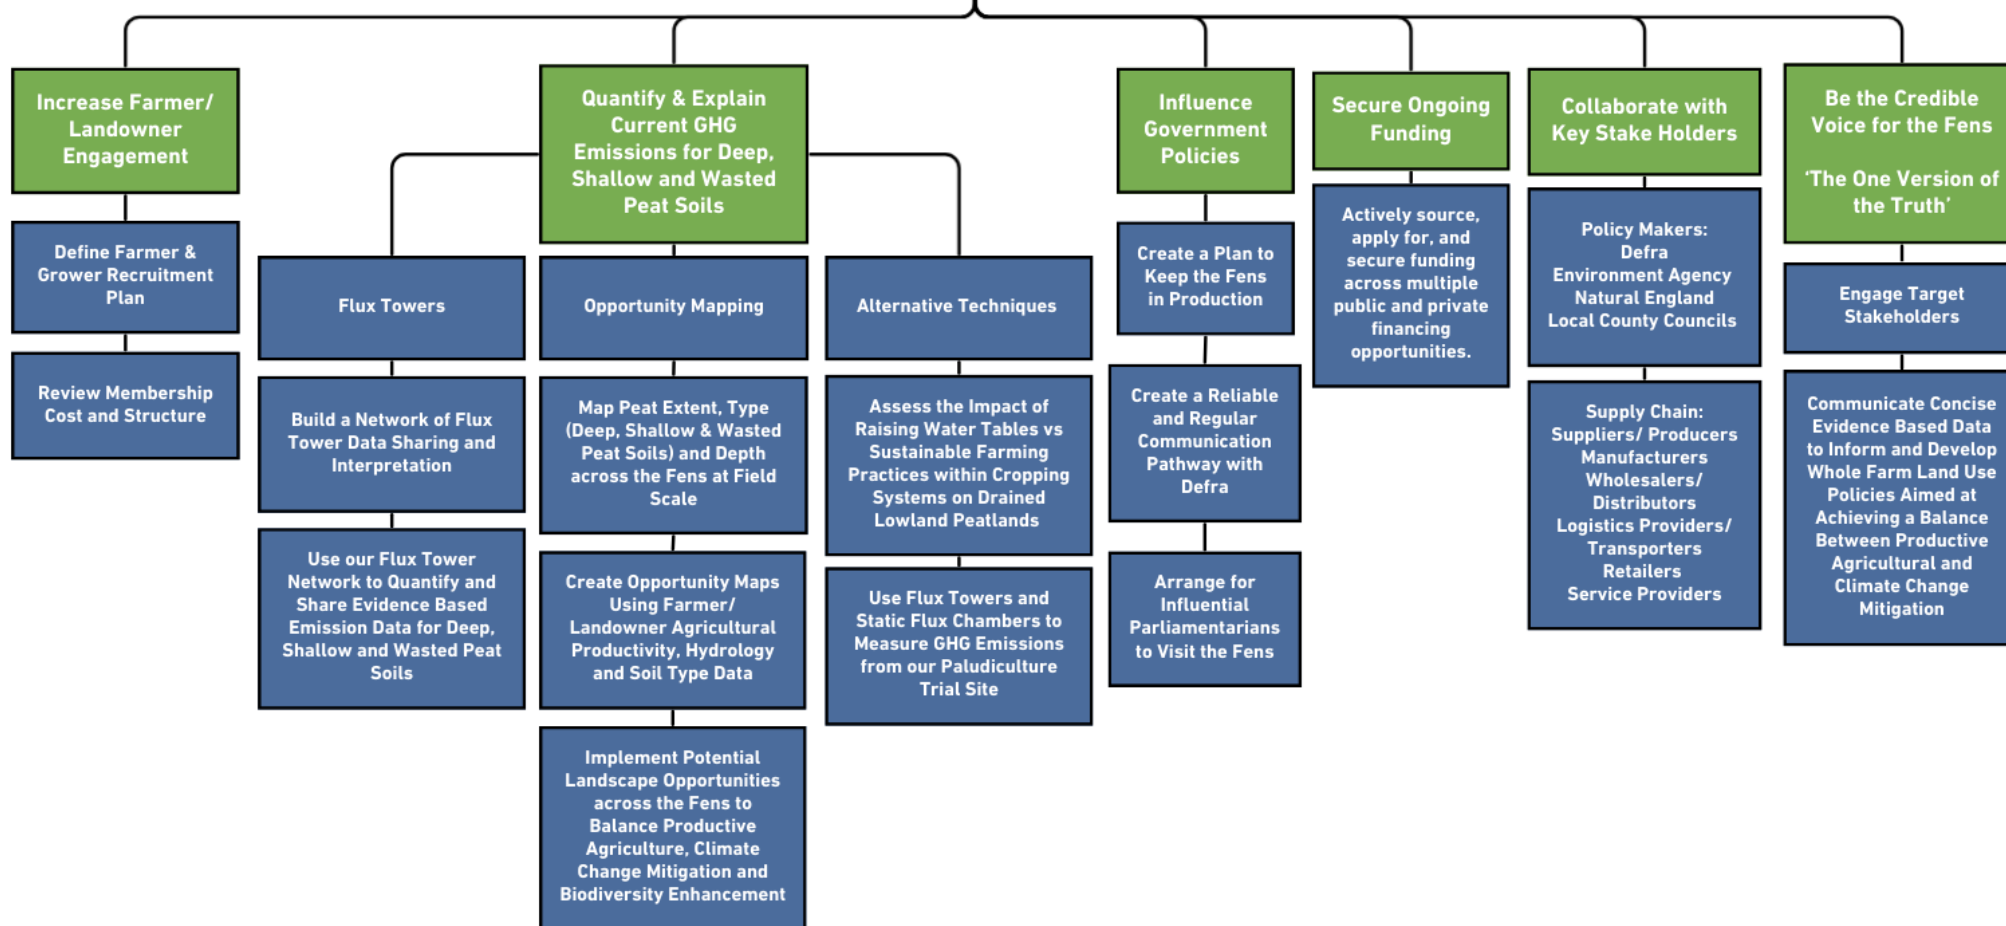 Increase Farmer/
Landowner
Engagement
Define Farmer &
Grower Recruitment
Plan
Review Membership
Cost and Structure
Quantify & Explain
Current GHG
Emissions for Deep,
Shallow and Wasted
Peat Soils
Flux Towers
Build a Network of Flux
Tower Data Sharing and
Interpretation
Use our Flux Tower
Network to Quantify and
Share Evidence Based
Emission Data for Deep,
Shallow and Wasted Peat
Soils
Opportunity Mapping
Map Peat Extent, Type
(Deep, Shallow & Wasted
Peat Soils) and Depth
across the Fens at Field
Scale
Create Opportunity Maps
Using Farmer/
Landowner Agricultural
Productivity, Hydrology
and Soil Type Data
Implement Potential
Landscape Opportunities
across the Fens to
Balance Productive
Agriculture, Climate
Change Mitigation and
Biodiversity Enhancement
Alternative Techniques
Assess the Impact of
Raising Water Tables vs
Sustainable Farming
Practices within Cropping
Systems on Drained
Lowland Peatlands
Use Flux Towers and
Static Flux Chambers to
Measure GHG Emissions
from our Paludiculture
Trial Site
Influence
Government
Policies
Create a Plan to
Keep the Fens
in Production
Create a Reliable
and Regular
Communication
Pathway with
Defra
Arrange for
Influential
Parliamentarians
to Visit the Fens
Secure Ongoing
Funding
Actively source,
apply for, and
secure funding
across multiple
public and private
financing
opportunities.
Collaborate with
Key Stake Holders
Policy Makers:
Defra
Environment Agency
Natural England
Local County Councils
Supply Chain:
Suppliers/ Producers
Manufacturers
Wholesalers/
Distributors
Logistics Providers/
Transporters
Retailers
Service Providers
Be the Credible
Voice for the Fens
‘The One Version of
the Truth’
Engage Target
Stakeholders
Communicate Concise
Evidence Based Data
to Inform and Develop
Whole Farm Land Use
Policies Aimed at
Achieving a Balance
Between Productive
Agricultural and
Climate Change
Mitigation